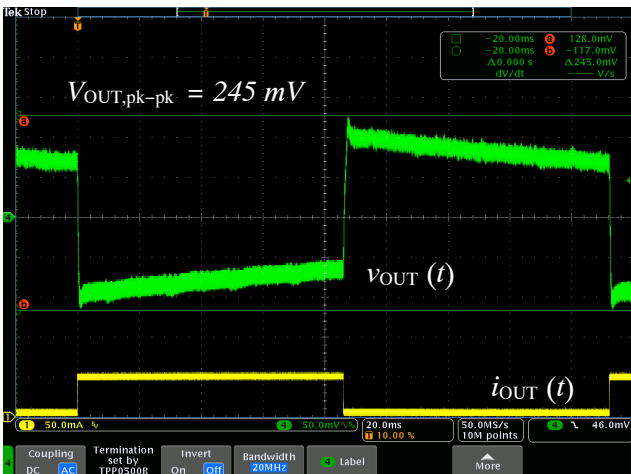 Tek Stop
T
T
-20.00ms a 128.0mV
-20.00ms b -117.0mV
Δ0.000 s Δ245.0mV
dV/dt ---- V/s
VOUT,pk-pk = 245 mV
a
4
vOUT (t)
b
iOUT (t)
1
1 50.0mA
4 50.0mV
20.0ms
T 10.00 %
50.0MS/s
10M points
4 46.0mV
4
Coupling
DC AC
Termination
set by
TPP0500B
Invert
On Off
Bandwidth
20MHz
4 Label
More